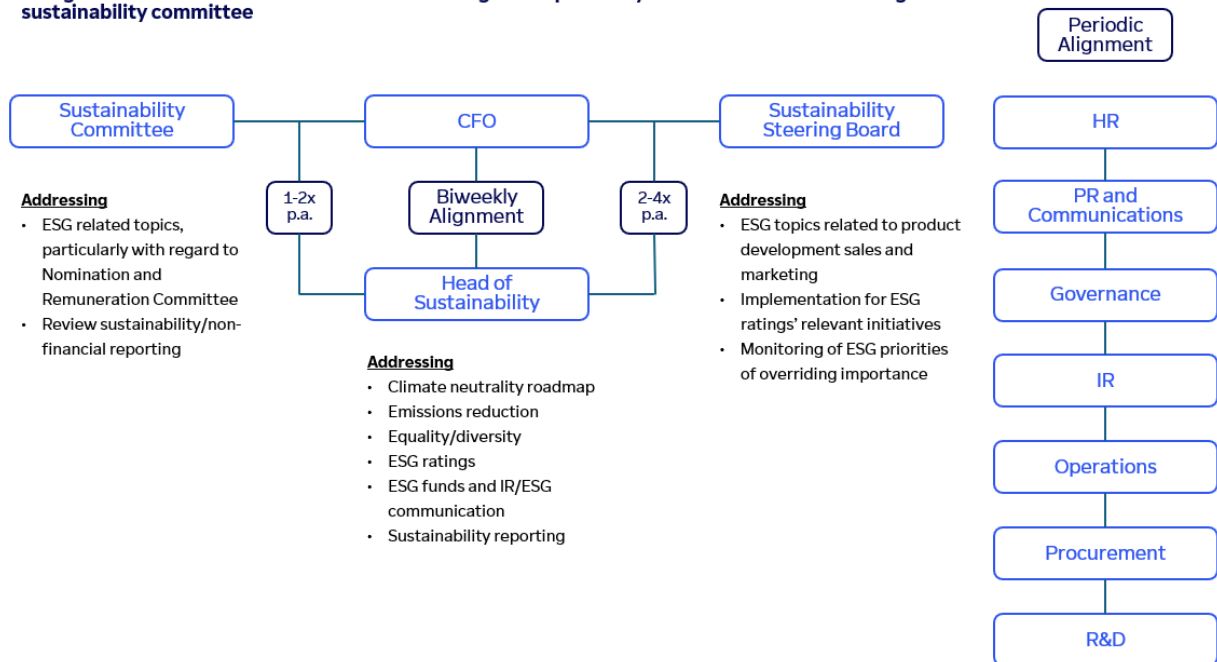 sustainability committee
Periodic
Alignment
Sustainability
Committee
CFO
Sustainability
Steering Board
HR
1-2x
p.a.
Biweekly
Alignment
2-4x
p.a.
PR and
Communications
Addressing
• ESG related topics,
particularly with regard to
Nomination and
Remuneration Committee
• Review sustainability/non-
financial reporting
Head of
Sustainability
Addressing
• Climate neutrality roadmap
• Emissions reduction
• Equality/diversity
• ESG ratings
• ESG funds and IR/ESG
communication
• Sustainability reporting
Addressing
• ESG topics related to product
development sales and
marketing
• Implementation for ESG
ratings' relevant initiatives
• Monitoring of ESG priorities
of overriding importance
Governance
IR
Operations
Procurement
R&D